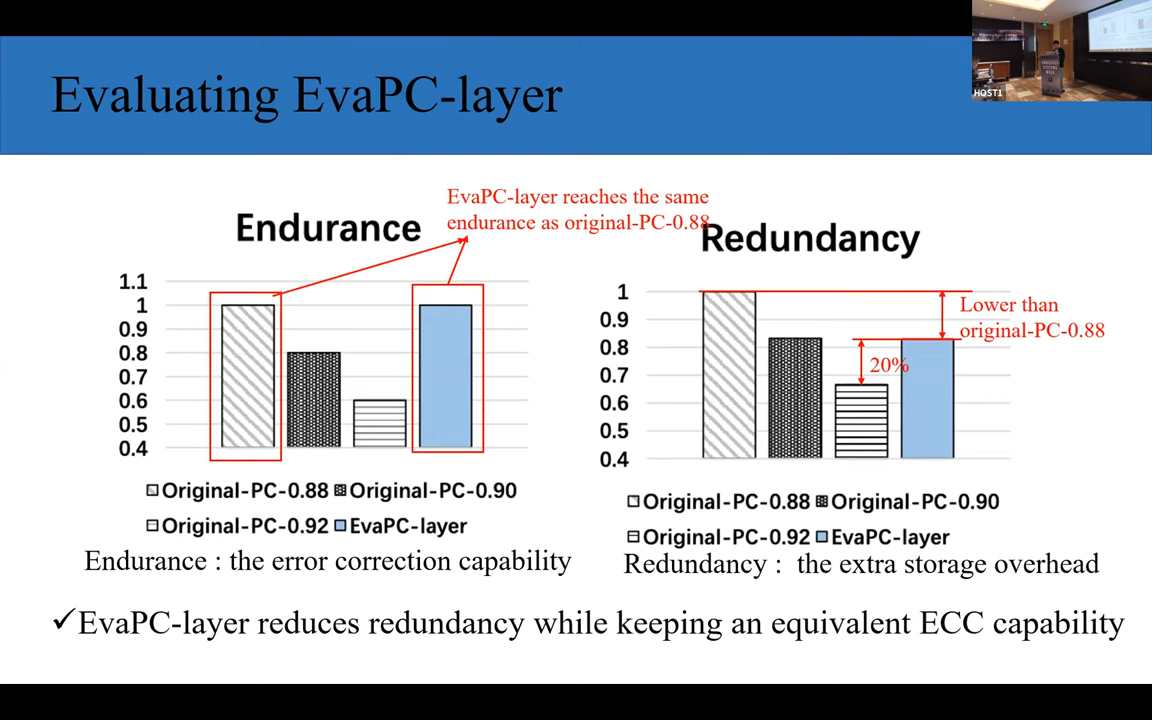 Evaluating EvaPC-layer
HOST1
EvaPC-layer reaches the same
endurance as original-PC-0.88
Endurance
1.1
1
0.9
0.8
0.7
0.6
0.5
0.4
Original-PC-0.88 Original-PC-0.90
Original-PC-0.92 EvaPC-layer
Endurance : the error correction capability
Redundancy
1
0.9
0.8
0.7
0.6
0.5
0.4
Lower than
original-PC-0.88
20%
Original-PC-0.88 Original-PC-0.90
Original-PC-0.92 EvaPC-layer
Redundancy : the extra storage overhead
✓EvaPC-layer reduces redundancy while keeping an equivalent ECC capability